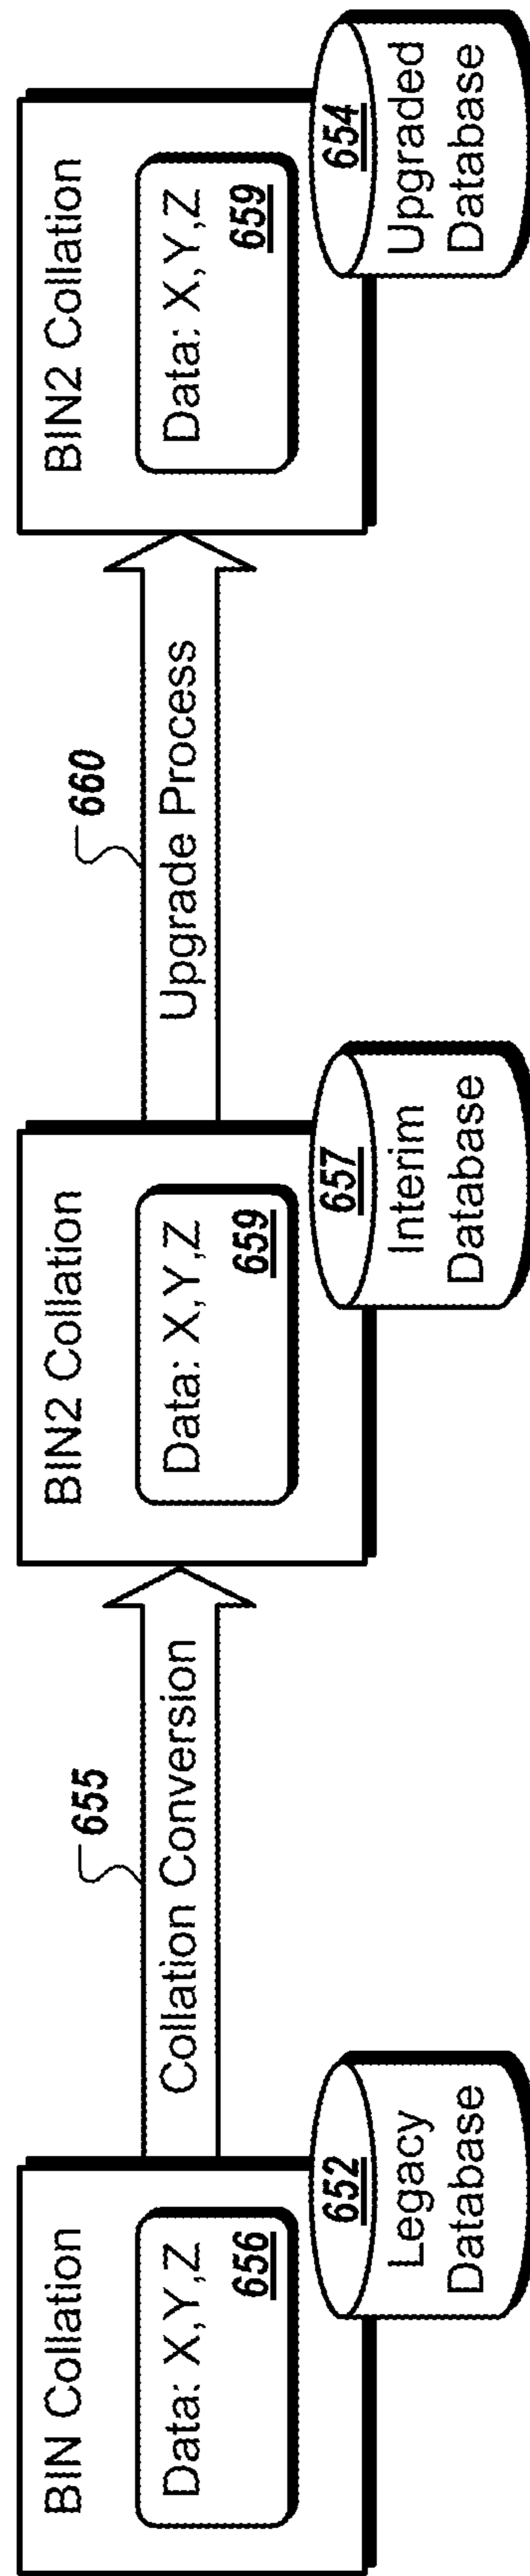 BIN Collation
Data: X,Y,Z
656
652
Legacy
Database
655
Collation Conversion
BIN2 Collation
Data: X,Y,Z
659
657
Interim
Database
660
Upgrade Process
BIN2 Collation
Data: X,Y,Z
659
654
Upgraded
Database